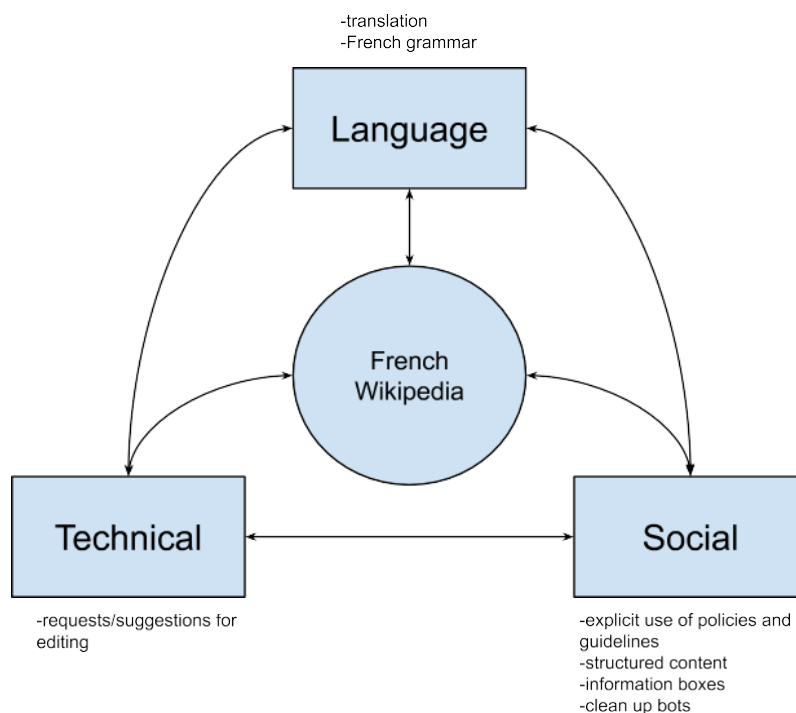 -translation
-French grammar
Language
French
Wikipedia
Technical
Social
-requests/suggestions for
editing
-explicit use of policies and
guidelines
-structured content
-information boxes
-clean up bots